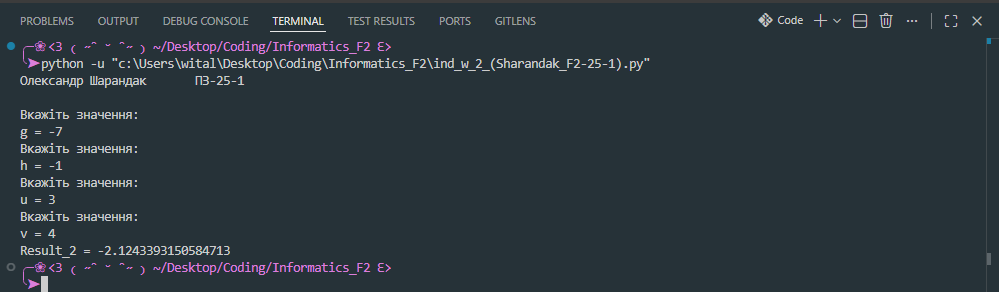 PROBLEMS OUTPUT DEBUG CONSOLE TERMINAL TEST RESULTS PORTS GITLENS Code
╭─❀<3 ( ˶ˆ ᵕ ˆ˶ ) ~/Desktop/Coding/Informatics_F2 E>
╰─➤python -u "c:\Users\wital\Desktop\Coding\Informatics_F2\ind_w_2_(Sharandak_F2-25-1).py"
Олександр Шарандак ПЗ-25-1
Вкажіть значення:
g = -7
Вкажіть значення:
h = -1
Вкажіть значення:
u = 3
Вкажіть значення:
v = 4
Result_2 = -2.1243393150584713
╭─❀<3 ( ˶ˆ ᵕ ˆ˶ ) ~/Desktop/Coding/Informatics_F2 E>
╰─➤